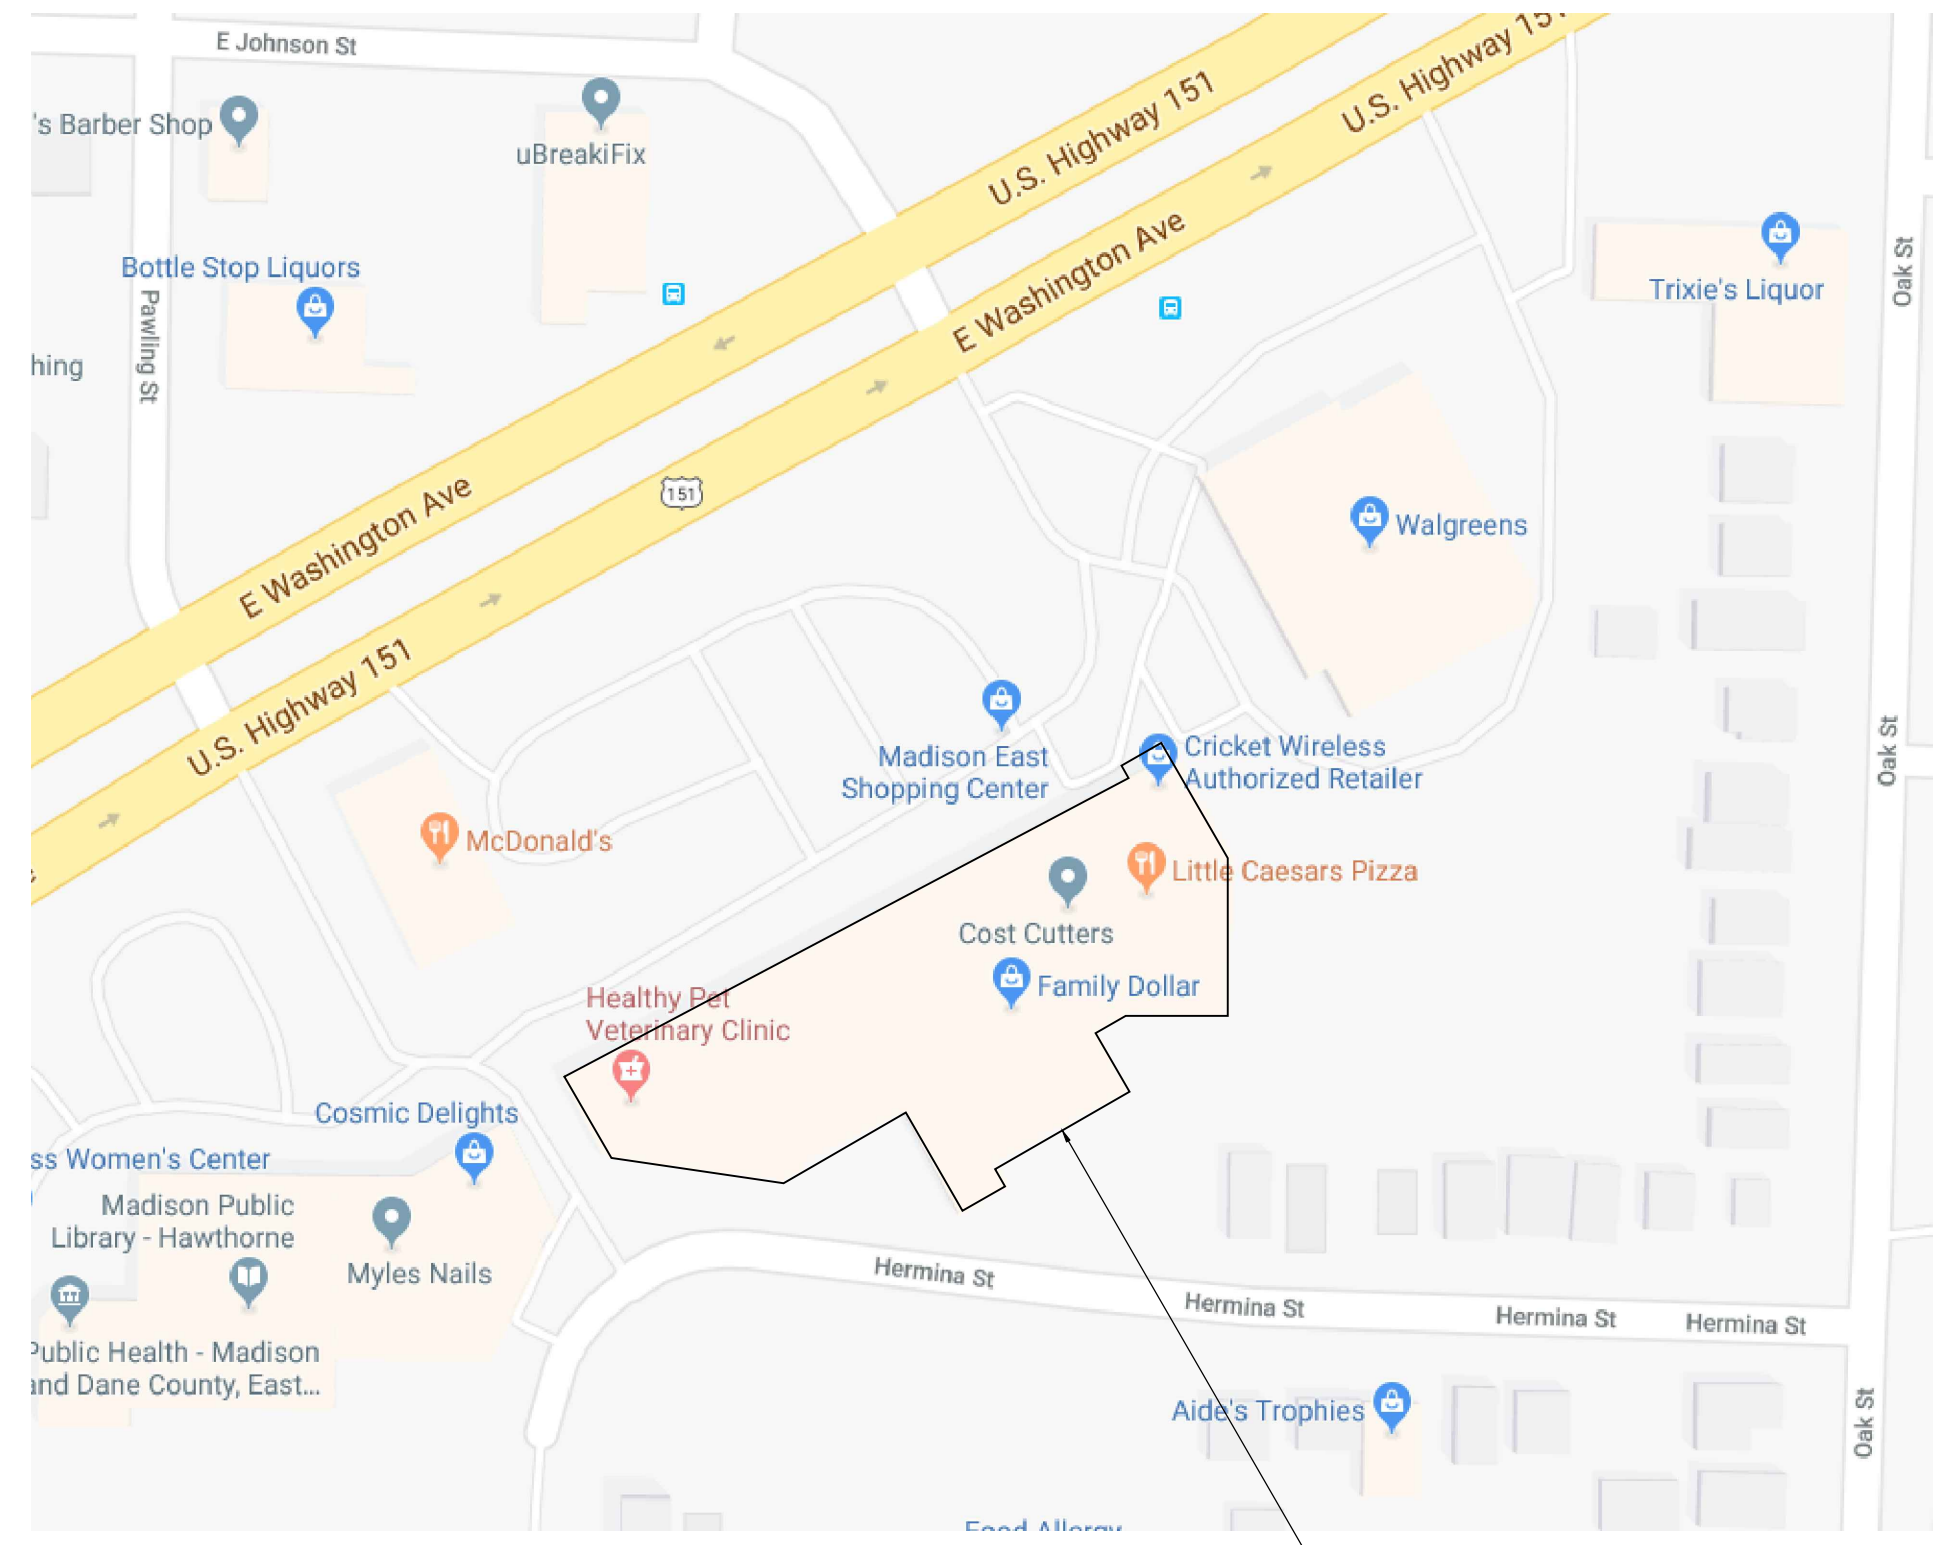 E Johnson St
U.S. Highway 151
U.S. Highway 151
's Barber Shop
uBreakiFix
E Washington Ave
Bottle Stop Liquors
Pawling St
Trixie's Liquor
Oak St
hing
151
E Washington Ave
Walgreens
U.S. Highway 151
Madison East
Shopping Center
Cricket Wireless
Authorized Retailer
Oak St
McDonald's
Little Caesars Pizza
Cost Cutters
Family Dollar
Healthy Pet
Veterinary Clinic
Cosmic Delights
ss Women's Center
Madison Public
Library - Hawthorne
Myles Nails
Hermina St
Hermina St
Hermina St
Hermina St
Public Health - Madison
and Dane County, East...
Aide's Trophies
Oak St
Food Allergy